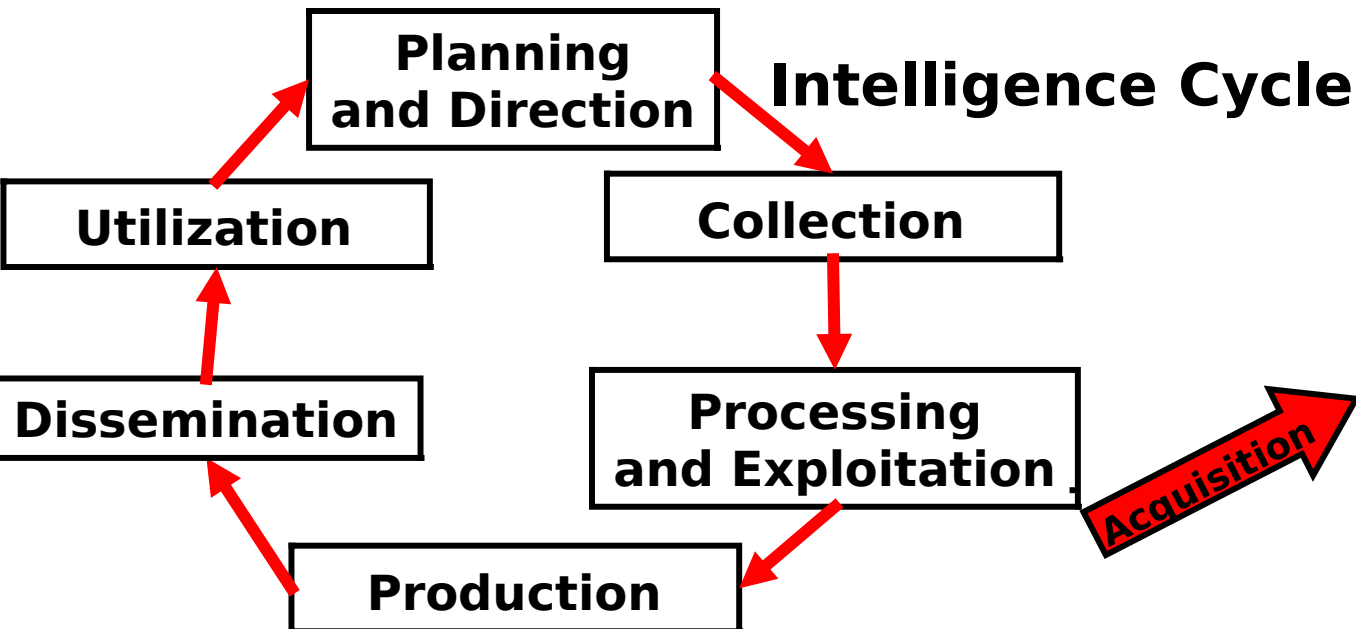 Intelligence Cycle
Planning
and Direction
Collection
Processing
and Exploitation
Acquisition
Production
Dissemination
Utilization